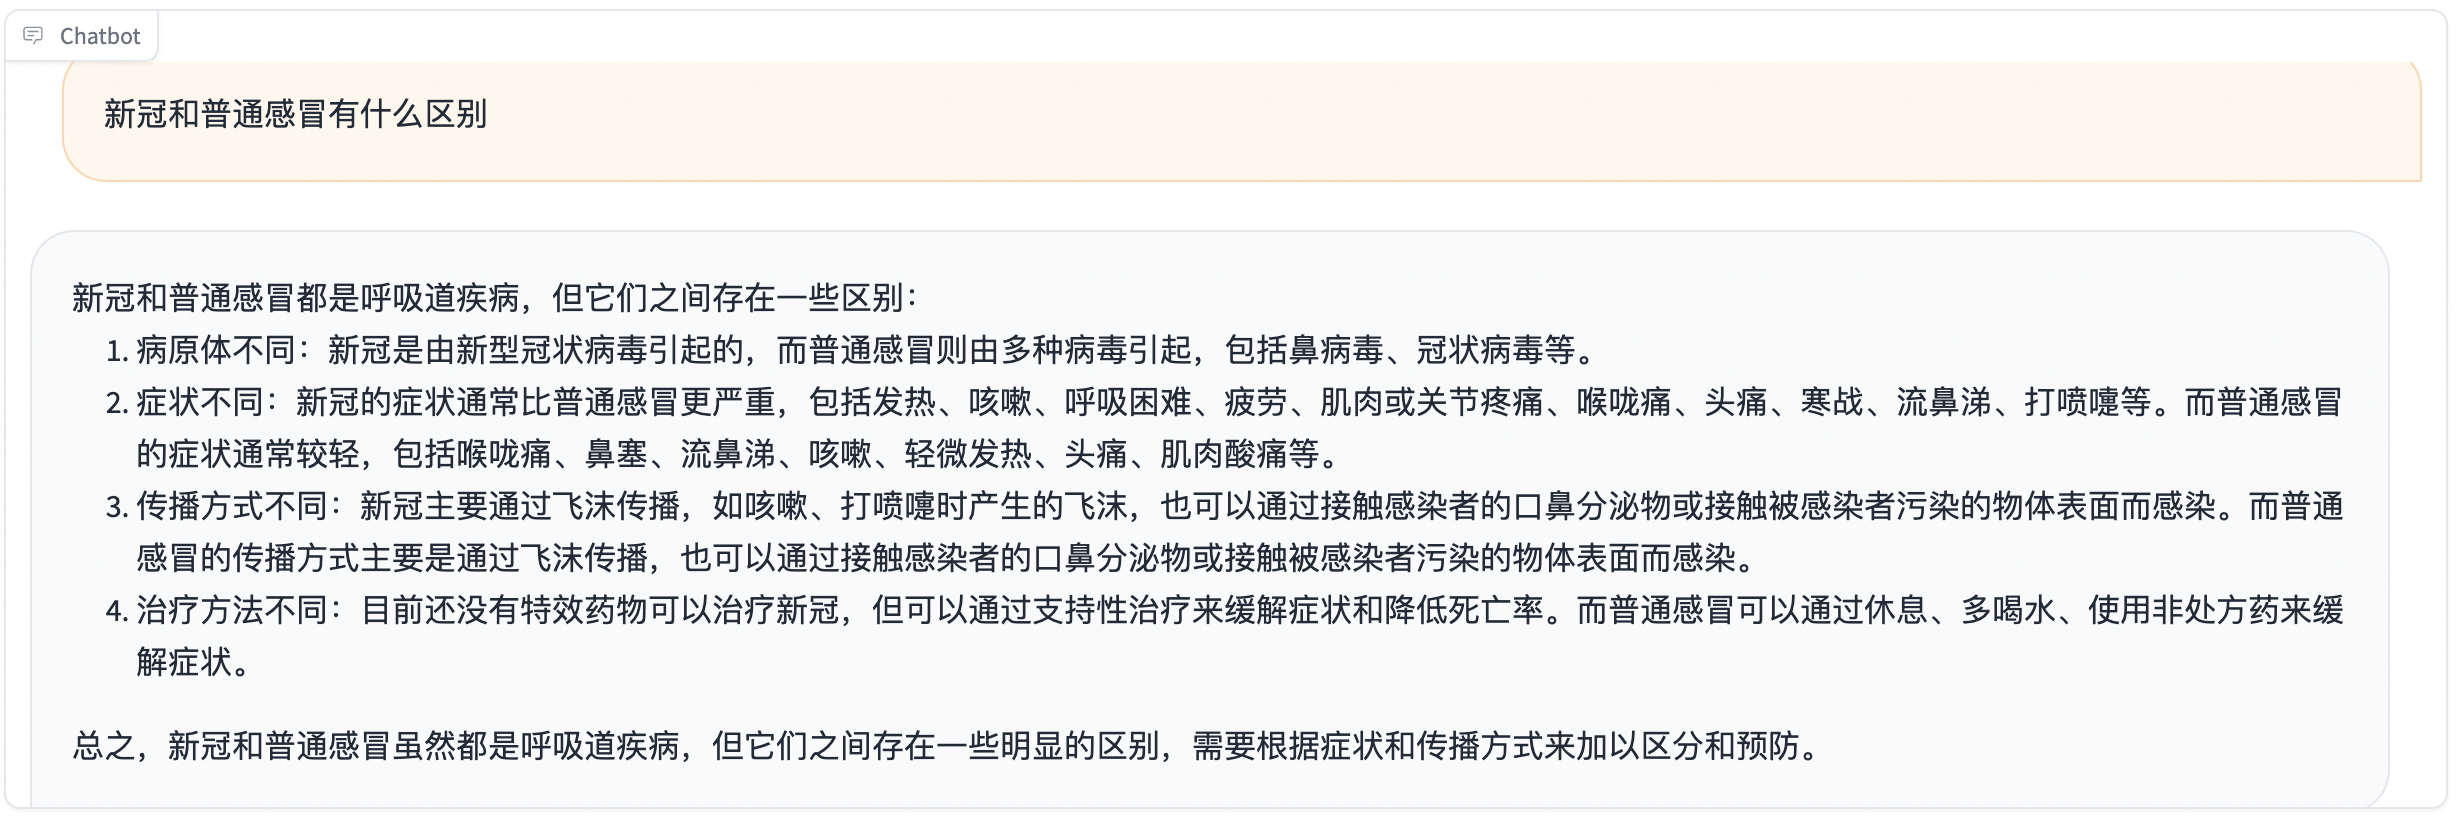 Chatbot
新冠和普通感冒有什么区别
新冠和普通感冒都是呼吸道疾病，但它们之间存在一些区别：
1. 病原体不同：新冠是由新型冠状病毒引起的，而普通感冒则由多种病毒引起，包括鼻病毒、冠状病毒等。
2. 症状不同：新冠的症状通常比普通感冒更严重，包括发热、咳嗽、呼吸困难、疲劳、肌肉或关节疼痛、喉咙痛、头痛、寒战、流鼻涕、打喷嚏等。而普通感冒
的症状通常较轻，包括喉咙痛、鼻塞、流鼻涕、咳嗽、轻微发热、头痛、肌肉酸痛等。
3. 传播方式不同：新冠主要通过飞沫传播，如咳嗽、打喷嚏时产生的飞沫，也可以通过接触感染者的口鼻分泌物或接触被感染者污染的物体表面而感染。而普通
感冒的传播方式主要是通过飞沫传播，也可以通过接触感染者的口鼻分泌物或接触被感染者污染的物体表面而感染。
4. 治疗方法不同：目前还没有特效药物可以治疗新冠，但可以通过支持性治疗来缓解症状和降低死亡率。而普通感冒可以通过休息、多喝水、使用非处方药来缓
解症状。
总之，新冠和普通感冒虽然都是呼吸道疾病，但它们之间存在一些明显的区别，需要根据症状和传播方式来加以区分和预防。